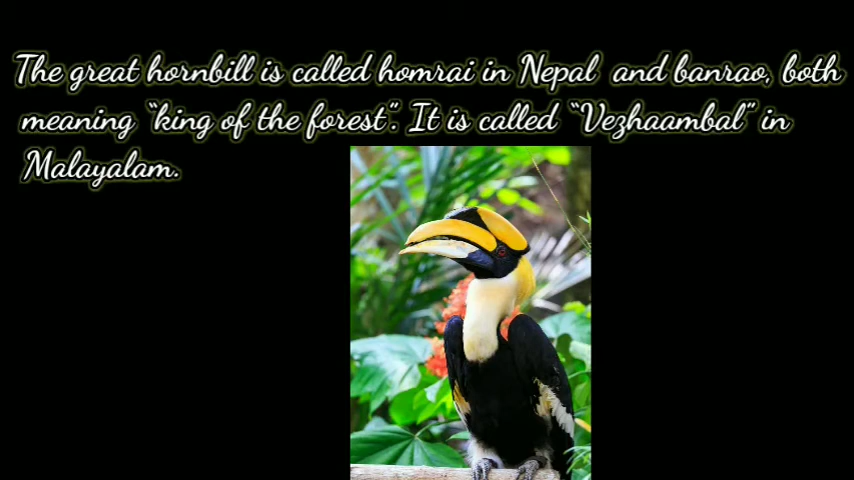 The great hornbill is called homrai in Nepal and banrao, both
meaning “king of the forest”. It is called “Vezhaambal” in
Malayalam.